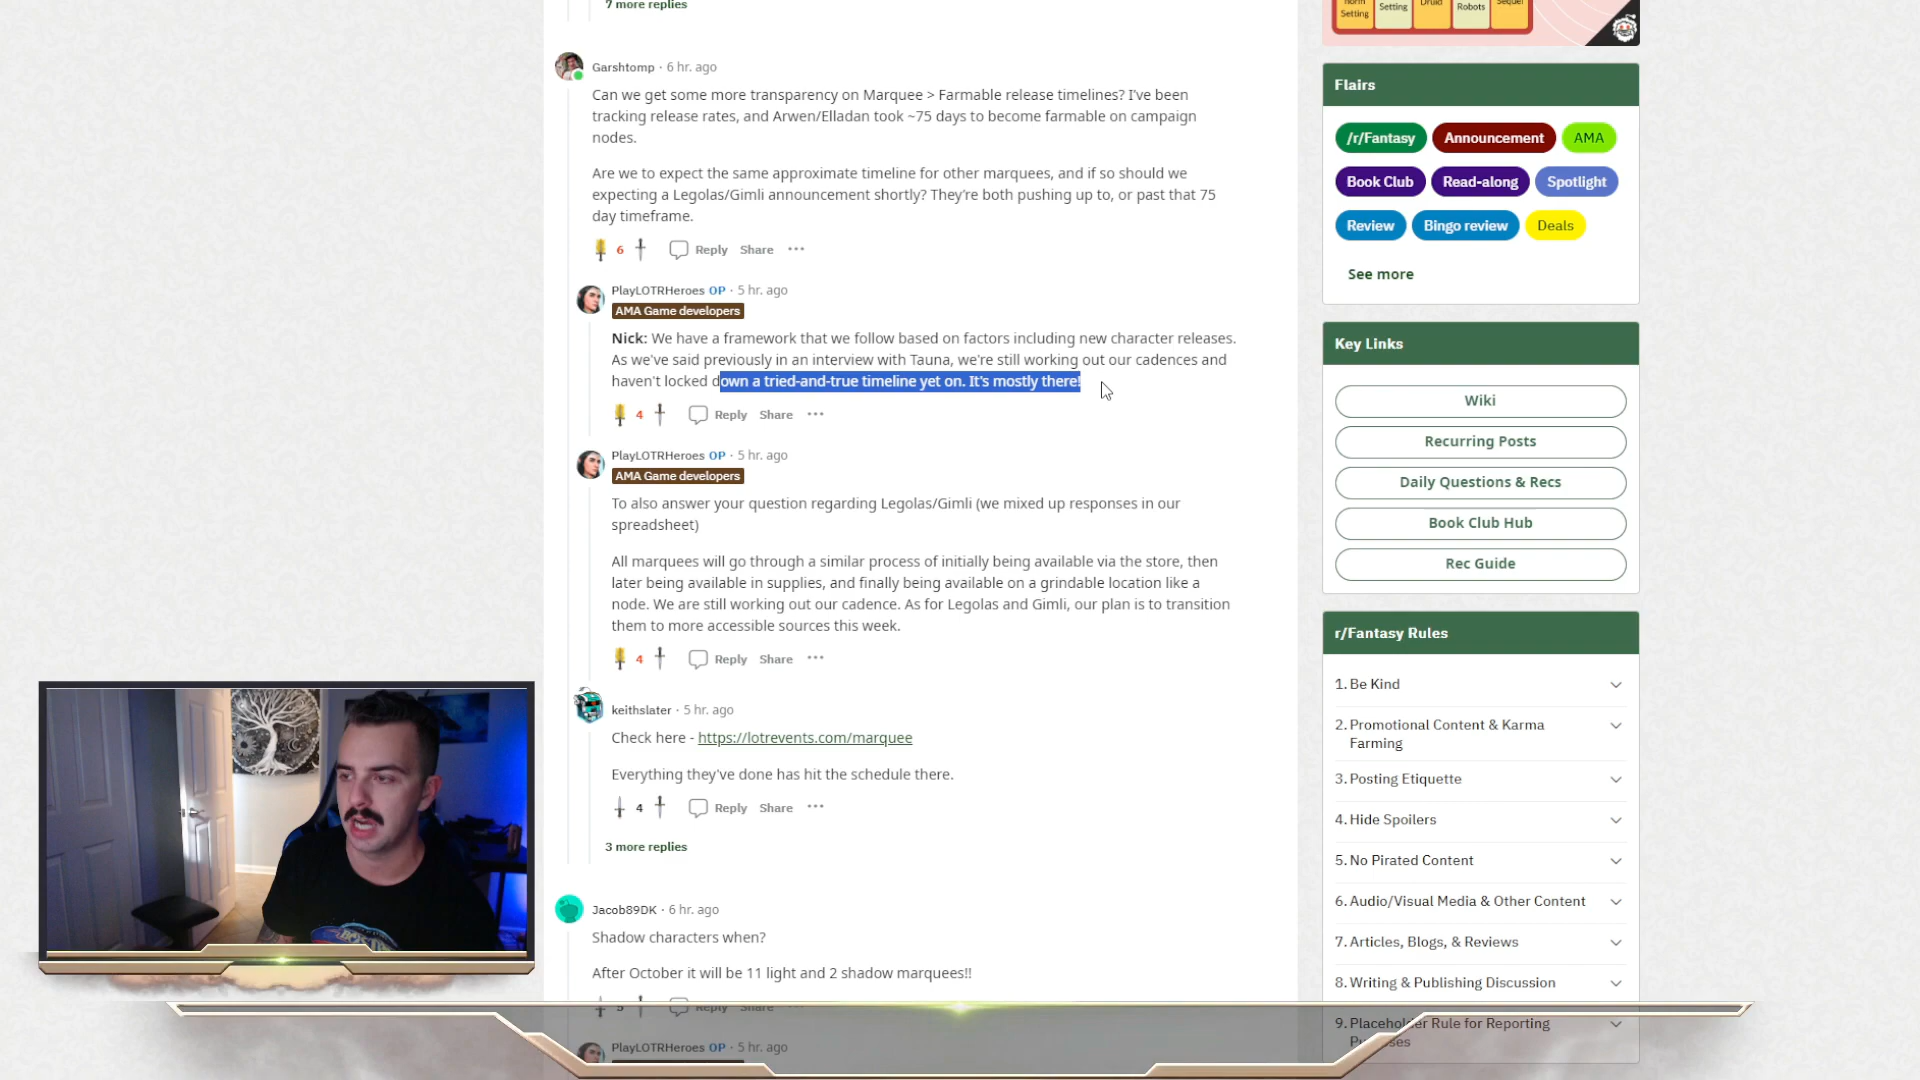 7 more replies
Garshtomp · 6 hr. ago
Can we get some more transparency on Marquee > Farmable release timelines? I've been
tracking release rates, and Arwen/Elladan took ~75 days to become farmable on campaign
nodes.
Are we to expect the same approximate timeline for other marquees, and if so should we
expecting a Legolas/Gimli announcement shortly? They're both pushing up to, or past that 75
day timeframe.
6 Reply Share ···
PlayLOTRHeroes OP · 5 hr. ago
AMA Game developers
Nick: We have a framework that we follow based on factors including new character releases.
As we've said previously in an interview with Tauna, we're still working out our cadences and
haven't locked down a tried-and-true timeline yet on. It's mostly there!
4 Reply Share ···
PlayLOTRHeroes OP · 5 hr. ago
AMA Game developers
To also answer your question regarding Legolas/Gimli (we mixed up responses in our
spreadsheet)
All marquees will go through a similar process of initially being available via the store, then
later being available in supplies, and finally being available on a grindable location like a
node. We are still working out our cadence. As for Legolas and Gimli, our plan is to transition
them to more accessible sources this week.
4 Reply Share ···
keithslater · 5 hr. ago
Check here - https://lotrevents.com/marquee
Everything they've done has hit the schedule there.
4 Reply Share ···
3 more replies
Jacob89DK · 6 hr. ago
Shadow characters when?
After October it will be 11 light and 2 shadow marquees!!
5 Reply Share
PlayLOTRHeroes OP · 5 hr. ago
Norm Setting
Setting
Druid
Robots
Sequel
Flairs
/r/Fantasy Announcement AMA
Book Club Read-along Spotlight
Review Bingo review Deals
See more
Key Links
Wiki
Recurring Posts
Daily Questions & Recs
Book Club Hub
Rec Guide
r/Fantasy Rules
1. Be Kind
2. Promotional Content & Karma
Farming
3. Posting Etiquette
4. Hide Spoilers
5. No Pirated Content
6. Audio/Visual Media & Other Content
7. Articles, Blogs, & Reviews
8. Writing & Publishing Discussion
9. Placeholder Rule for Reporting